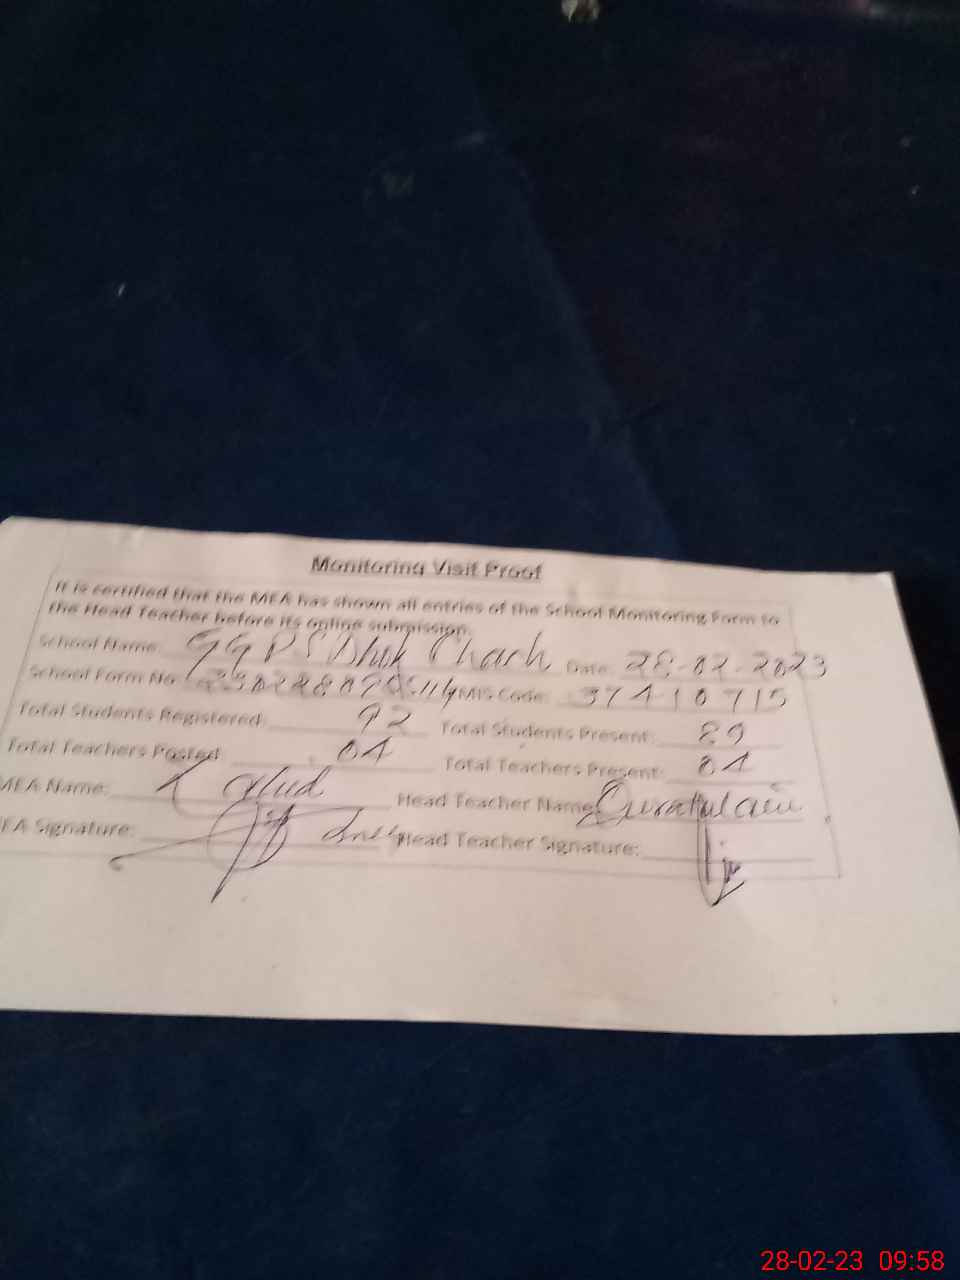 Monitoring Visit Proof
It is certified that the MEA has shown all entries of the School Monitoring Form to
the Head Teacher before its online submission.
School Name: GGPS Dhok Chach Date: 28-02-2023
School Form No: EMIS Code: 37410715
Total Students Registered: 92 Total Students Present: 89
Total Teachers Posted: 04 Total Teachers Present: 04
MEA Name: Head Teacher Name: Quratulain
MEA Signature: Head Teacher Signature:
28-02-23 09:58